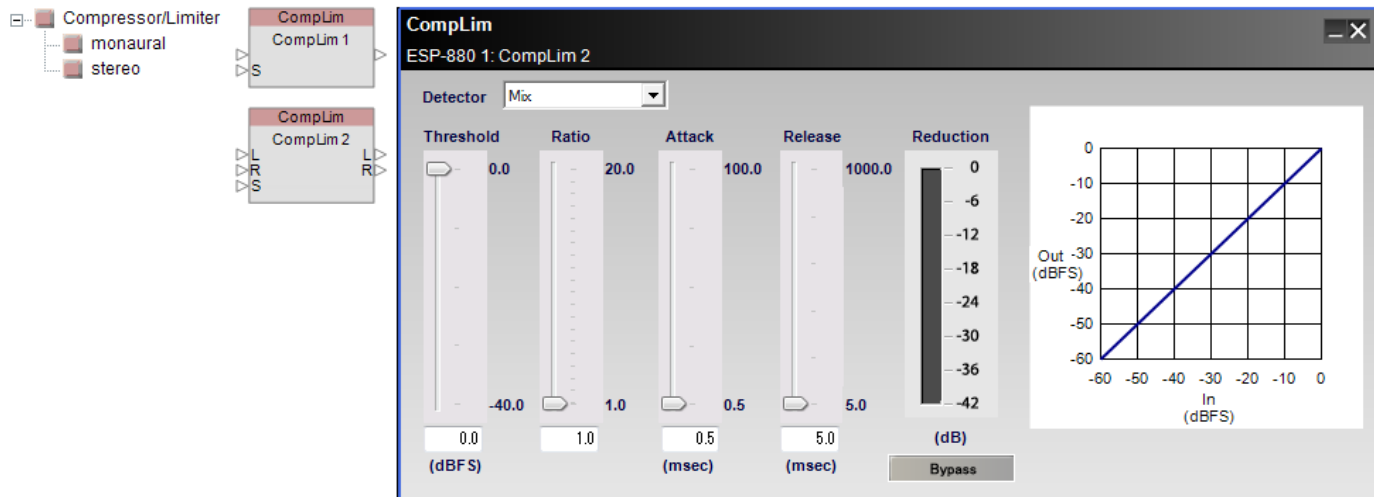 Compressor/Limiter
monaural
stereo
CompLim
CompLim 1
S
CompLim
CompLim 2
L L
R R
S
CompLim
ESP-880 1: CompLim 2
Detector Mix
Threshold Ratio Attack Release Reduction
0.0 20.0 100.0 1000.0 0
-6
-12
-18
-24
-30
-36
-40.0 1.0 0.5 5.0 -42
0.0 1.0 0.5 5.0 (dB)
(dBFS) (msec) (msec) Bypass
0
-10
-20
Out -30
(dBFS)
-40
-50
-60
-60 -50 -40 -30 -20 -10 0
In
(dBFS)